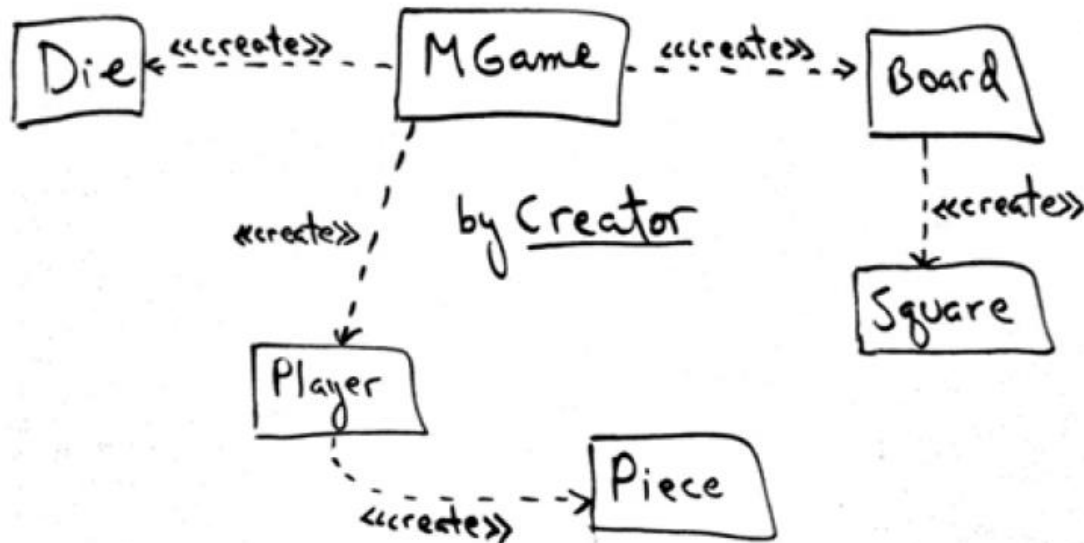 Die
<<create>>
MGame
<<create>>
Board
<<create>>
by Creator
<<create>>
Square
Player
Piece
<<create>>